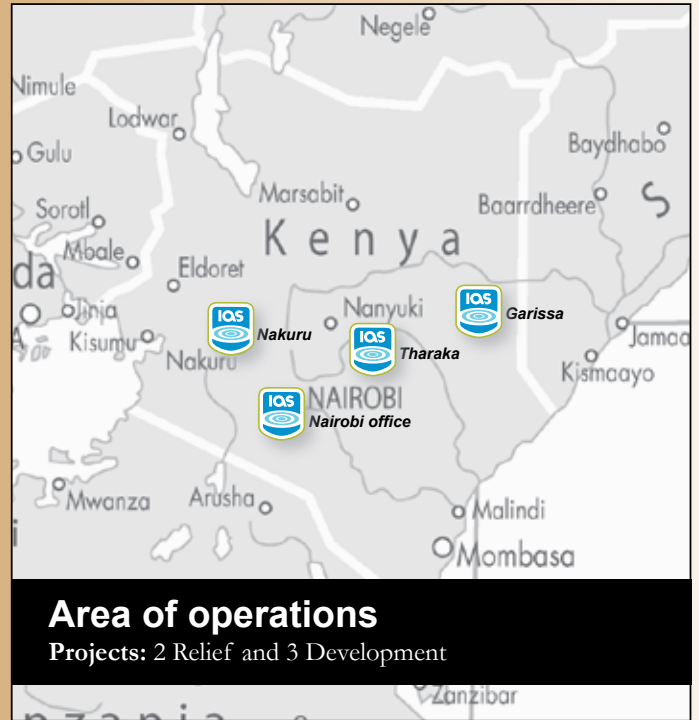 Negele
Nimule
Lodwar
Gulu
Baydhabo
Marsabit
Baarrdheere
S
Sorotl
Kenya
Mbale
da
Eldoret
IAS
Garissa
Jinja
IAS
Nakuru
Nanyuki
Jamaa
Kisumu
IAS
Tharaka
Nakuru
Kismaayo
IAS
NAIROBI
Nairobi office
Mwanza
Arusha
Malindi
Mombasa
Area of operations
Projects: 2 Relief and 3 Development
Zanzibar
nzania